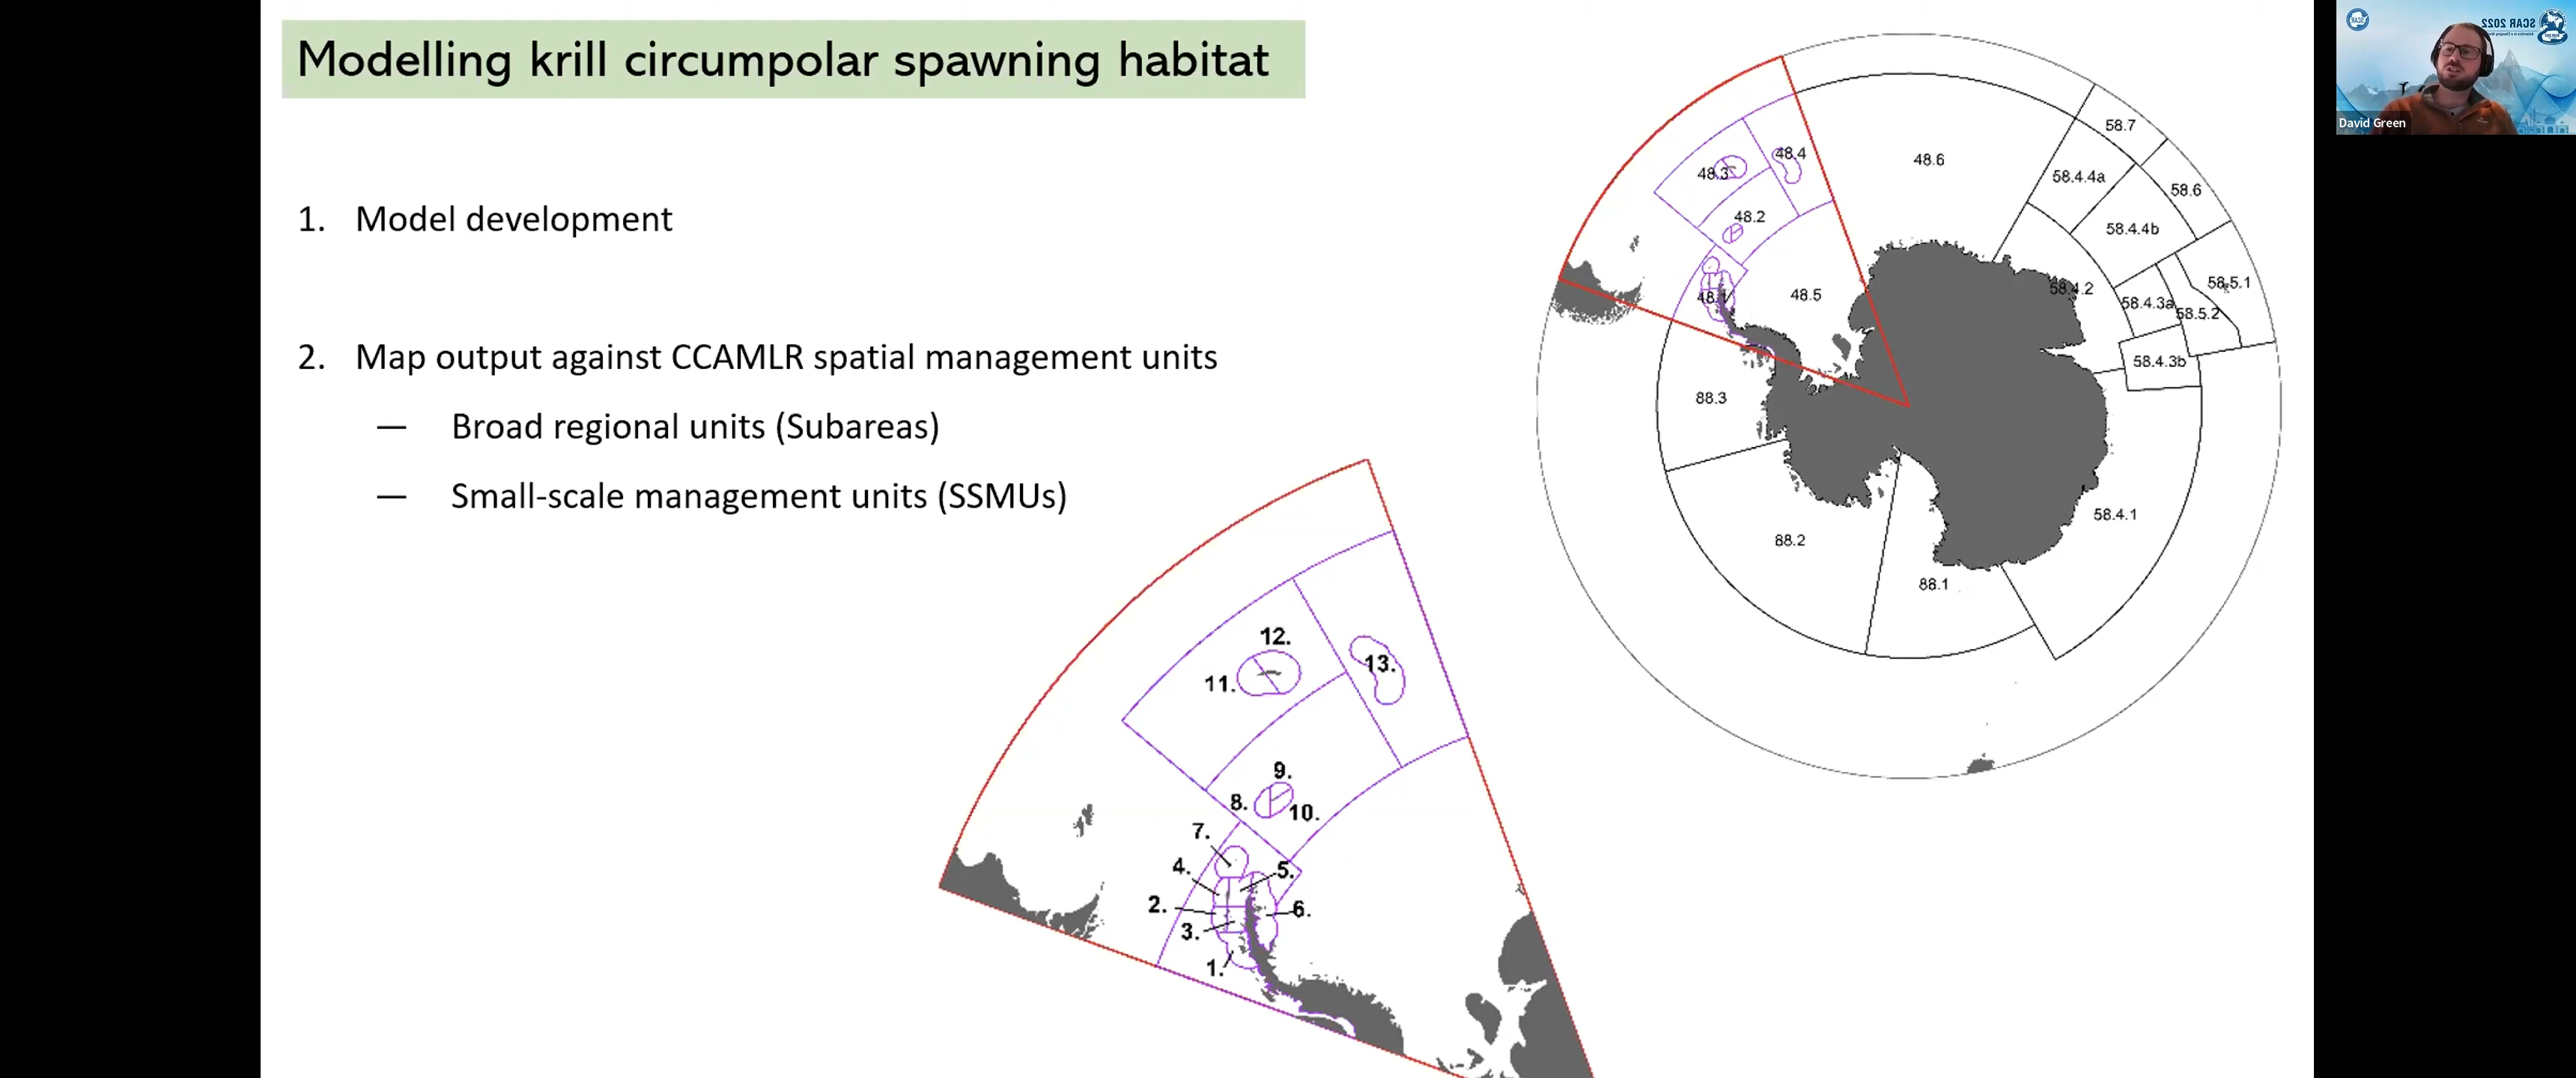 Modelling krill circumpolar spawning habitat
1. Model development
2. Map output against CCAMLR spatial management units
— Broad regional units (Subareas)
— Small-scale management units (SSMUs)
12.
13.
11.
9.
8.
10.
7.
4.
5.
2.
6.
3.
1.
58.7
48.4
48.6
48.3
58.4.4a
58.6
48.2
58.4.4b
58.5.1
58.4.2
48.1
48.5
58.4.3a
58.5.2
58.4.3b
88.3
58.4.1
88.2
88.1
SCAR 2022
David Green